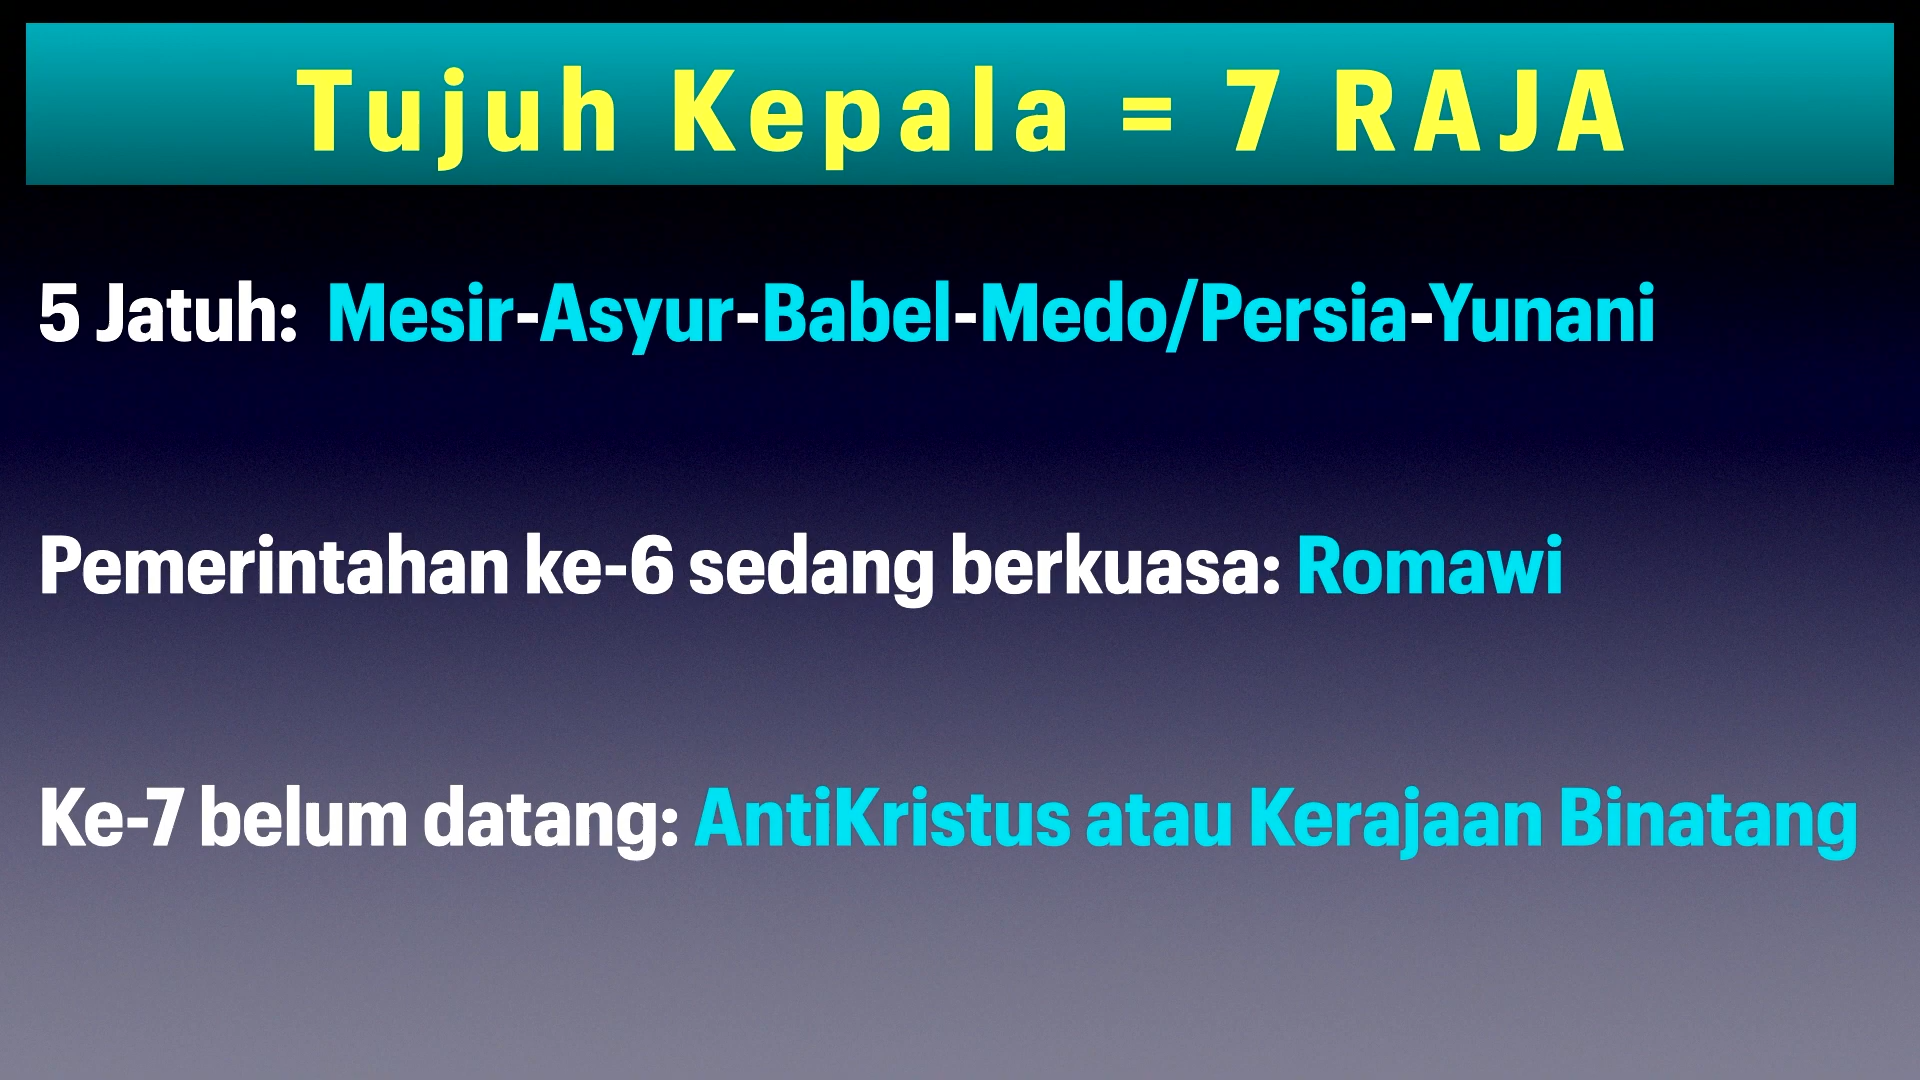 Tujuh Kepala = 7 RAJA
5 Jatuh: Mesir-Asyur-Babel-Medo/Persia-Yunani
Pemerintahan ke-6 sedang berkuasa: Romawi
Ke-7 belum datang: AntiKristus atau Kerajaan Binatang